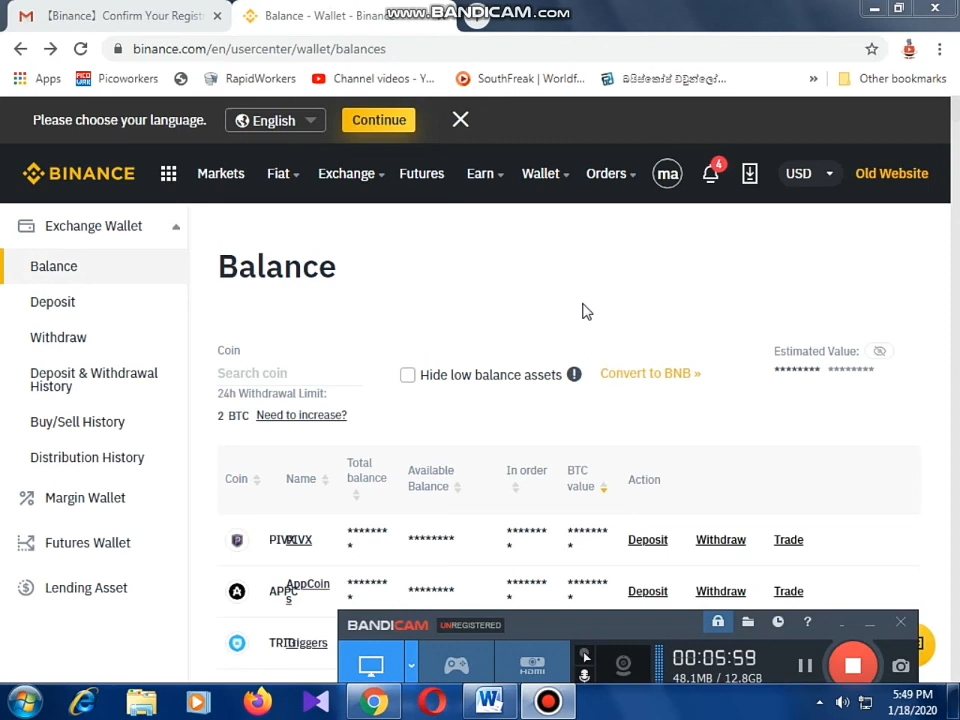 【Binance】Confirm Your Regist
Balance - Wallet - Binan
www.BANDICAM.com
binance.com/en/usercenter/wallet/balances
Apps
Picoworkers
RapidWorkers
Channel videos - Y...
SouthFreak | Worldf...
»
Other bookmarks
Please choose your language.
English
Continue
BINANCE
Markets
Fiat
Exchange
Futures
Earn
Wallet
Orders
ma
4
USD
Old Website
Exchange Wallet
Balance
Deposit
Withdraw
Deposit & Withdrawal
History
Buy/Sell History
Distribution History
Margin Wallet
Futures Wallet
Lending Asset
Balance
Coin
Search coin
24h Withdrawal Limit:
2 BTC Need to increase?
Hide low balance assets
Convert to BNB »
Estimated Value:
******** ********
Coin
Name
Total
balance
Available
Balance
In order
BTC
value
Action
PIVX
PIVX
*******
*
********
*******
*
*******
*
Deposit
Withdraw
Trade
APPC
AppCoin
s
*******
*
********
*******
*
*******
*
Deposit
Withdraw
Trade
Triggers
BANDICAM
UNREGISTERED
?
HDMI
00:05:59
48.1MB / 12.8GB
5:49 PM
1/18/2020